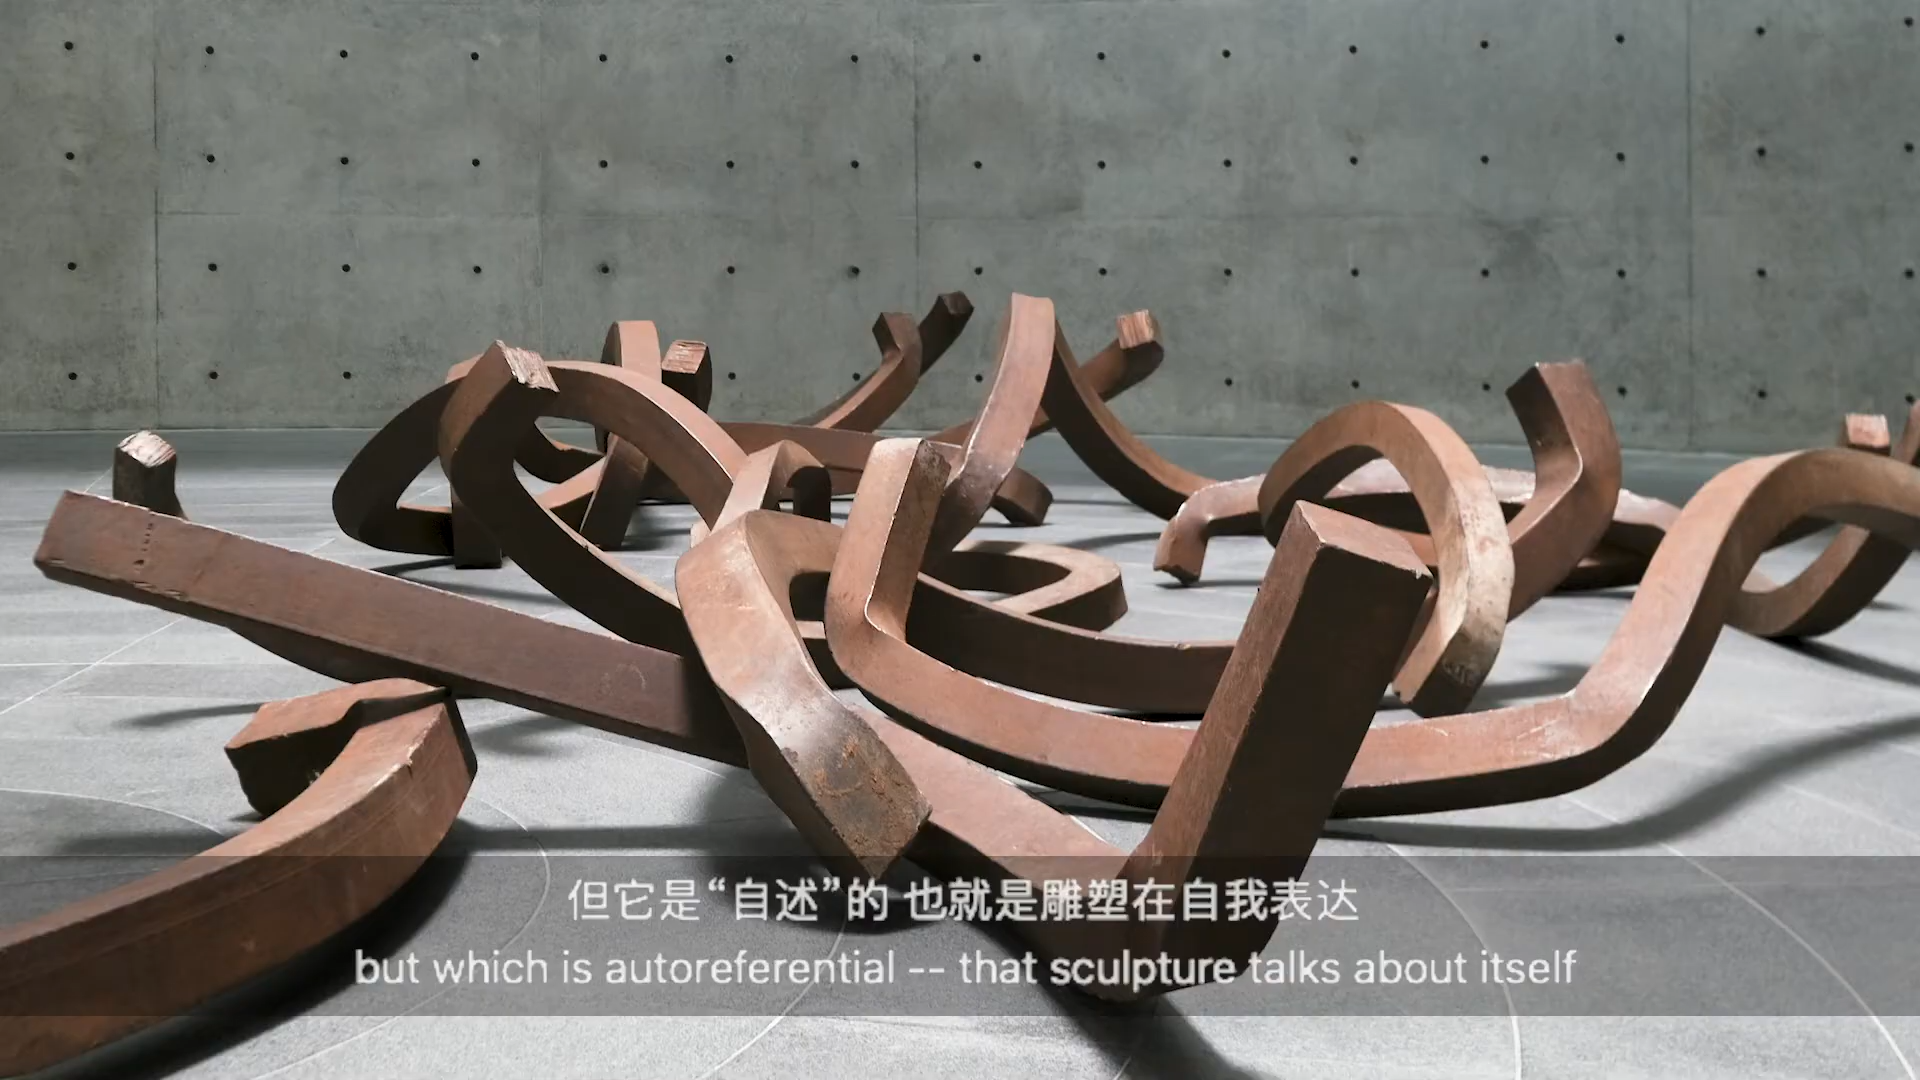 但它是“自述”的 也就是雕塑在自我表达
but which is autoreferential -- that sculpture talks about itself